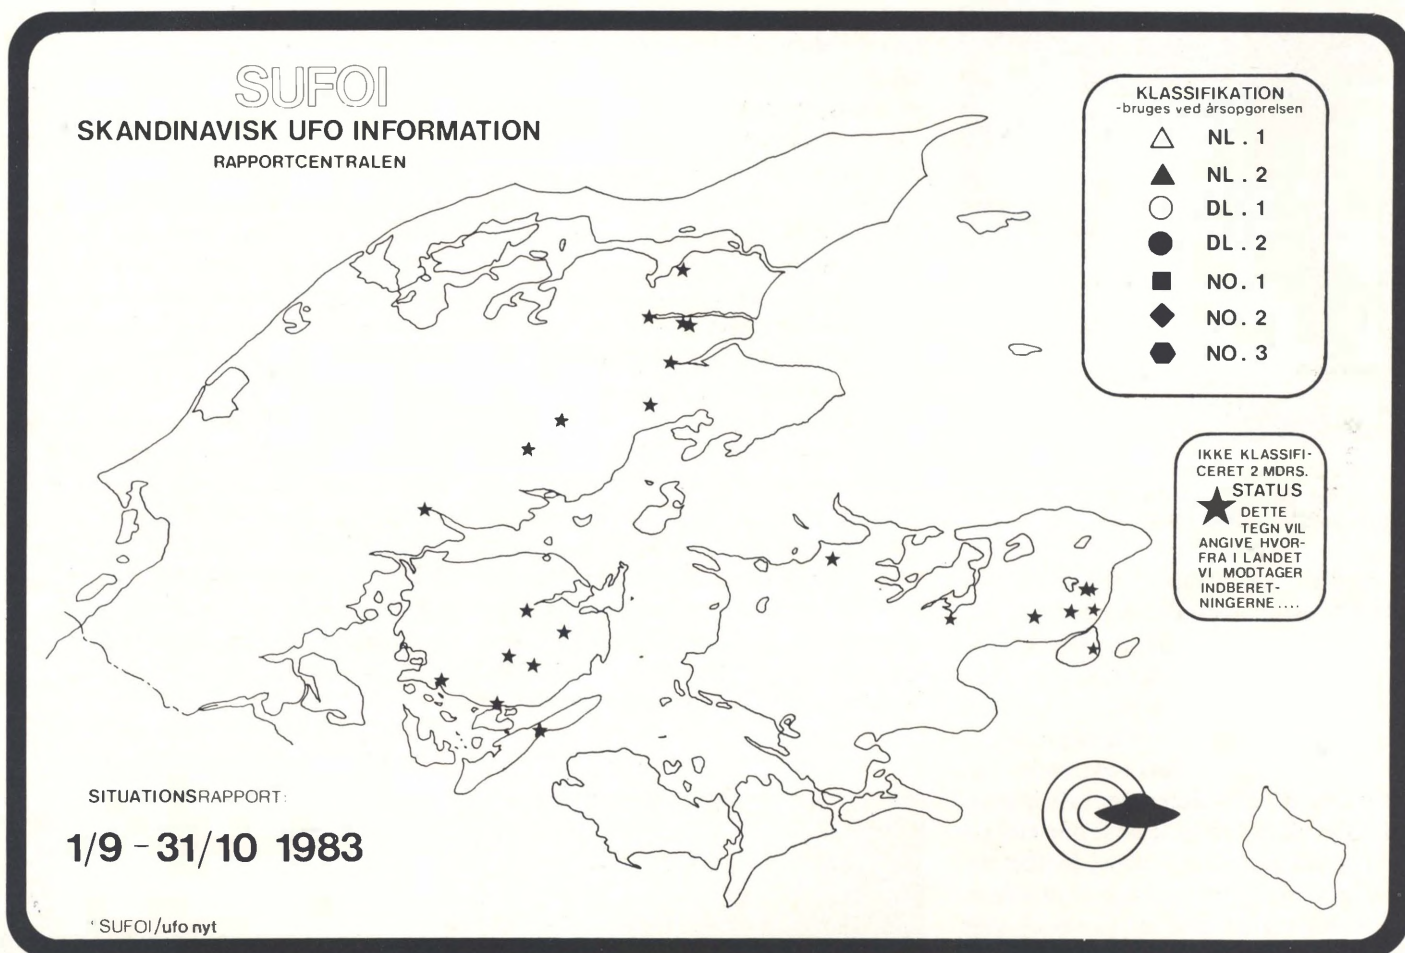 SUFOI
SKANDINAVISK UFO INFORMATION
RAPPORTCENTRALEN
KLASSIFIKATION
-bruges ved årsopgørelsen
NL . 1
NL . 2
DL . 1
DL . 2
NO . 1
NO . 2
NO . 3
IKKE KLASSIFI-
CERET 2 MDRS.
STATUS
DETTE
TEGN VIL
ANGIVE HVOR-
FRA I LANDET
VI MODTAGER
INDBERET-
NINGERNE....
SITUATIONSRAPPORT:
1/9 - 31/10 1983
SUFOI/ufo nyt